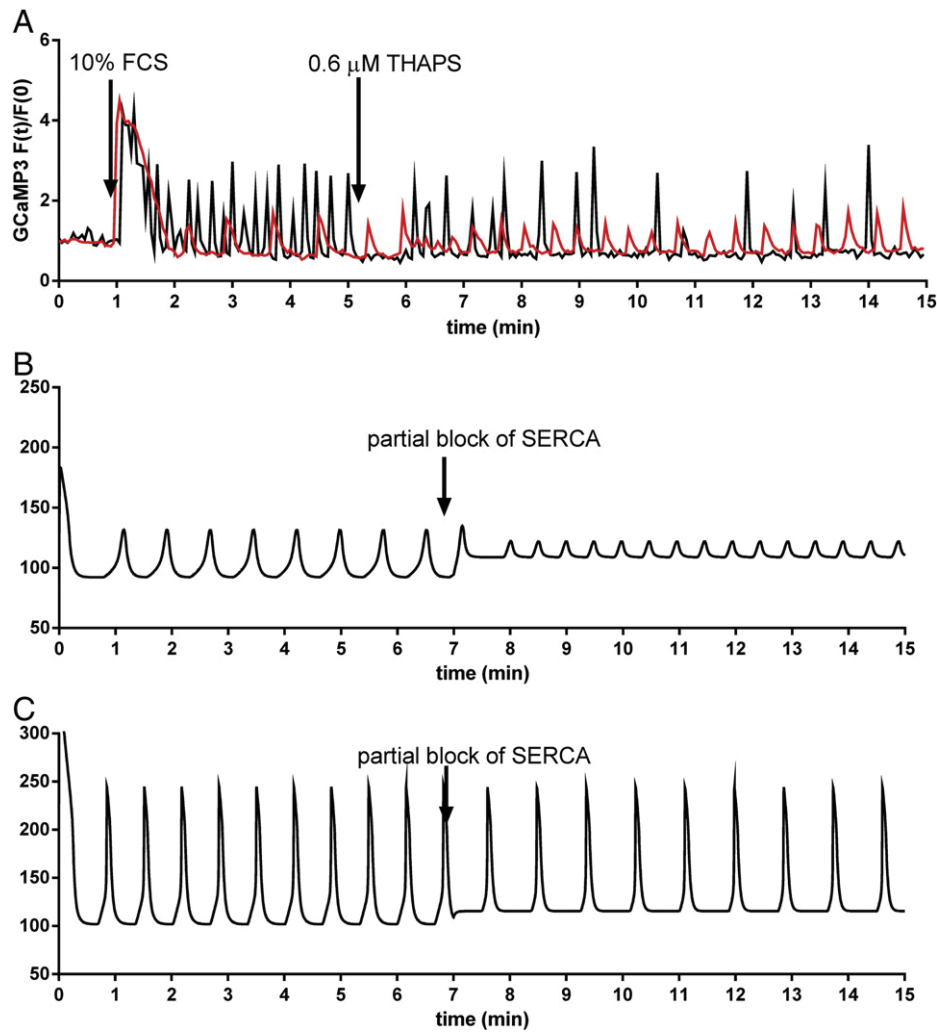 A
10% FCS
0.6 μM THAPS
GCaMP3 F(t)/F(0)
6
4
2
0
0 1 2 3 4 5 6 7 8 9 10 11 12 13 14 15
time (min)
B
partial block of SERCA
250
200
150
100
50
0 1 2 3 4 5 6 7 8 9 10 11 12 13 14 15
time (min)
C
partial block of SERCA
300
250
200
150
100
50
0 1 2 3 4 5 6 7 8 9 10 11 12 13 14 15
time (min)